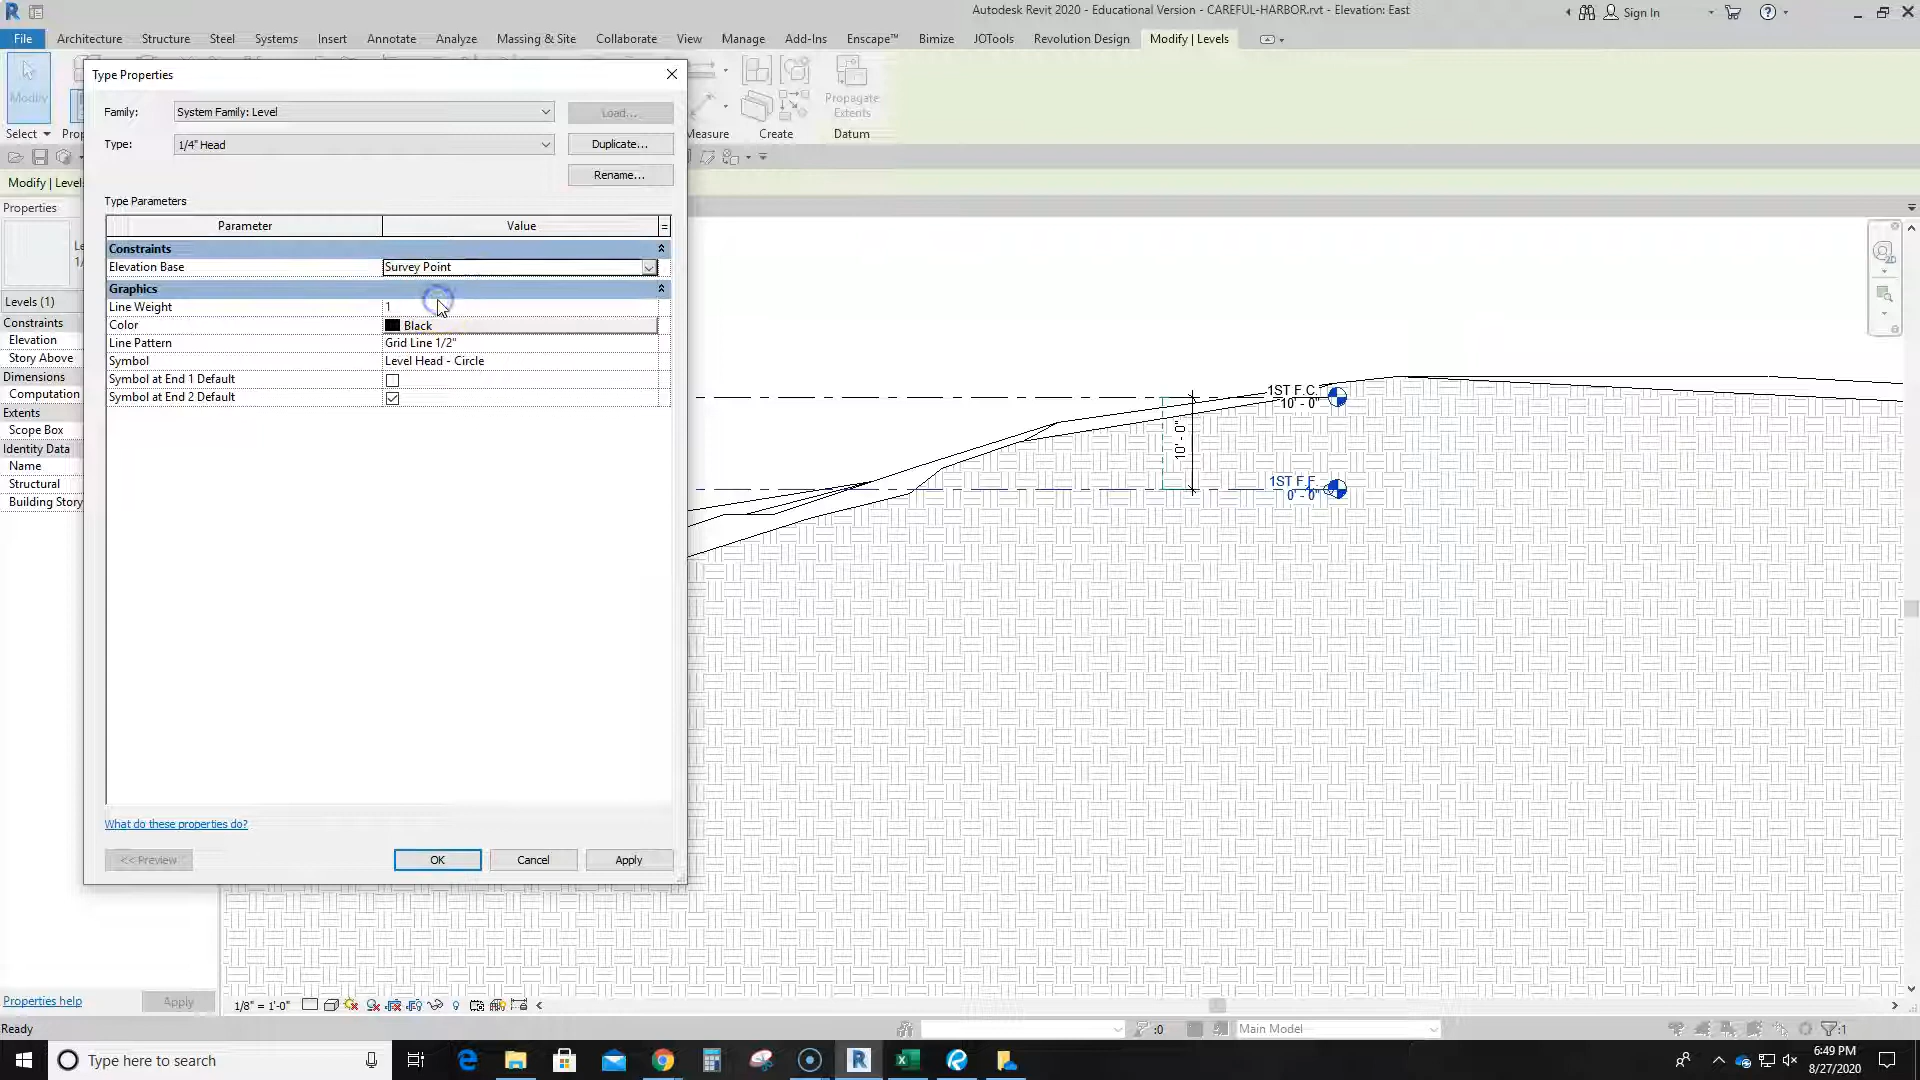 Autodesk Revit 2020 - Educational Version - CAREFUL-HARBOR.rvt - Elevation: East
Sign In
File Architecture Structure Steel Systems Insert Annotate Analyze Massing & Site Collaborate View Manage Add-Ins Enscape™ Bimize JOTools Revolution Design Modify | Levels
Modify
Select
Measure
Create
Propagate
Extents
Datum
Modify | Level
Properties
Levels (1)
Constraints
Elevation
Story Above
Dimensions
Computation
Extents
Scope Box
Identity Data
Name
Structural
Building Story
Properties help
Apply
Type Properties
Family:
System Family: Level
Load...
Type:
1/4" Head
Duplicate...
Rename...
Type Parameters
Parameter
Value
=
Constraints
Elevation Base
Survey Point
Graphics
Line Weight
1
Color
Black
Line Pattern
Grid Line 1/2"
Symbol
Level Head - Circle
Symbol at End 1 Default
Symbol at End 2 Default
What do these properties do?
<< Preview
OK
Cancel
Apply
1ST F.C.
10' - 0"
10' - 0"
1ST F.F.
0' - 0"
1/8" = 1'-0"
Ready
:0
Main Model
:1
Type here to search
6:49 PM
8/27/2020